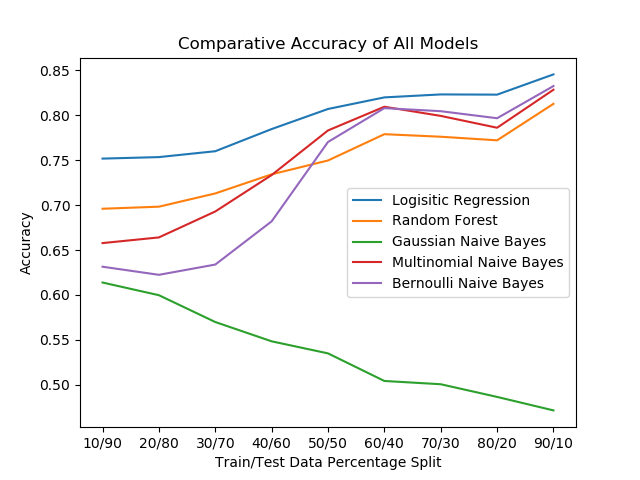 Comparative Accuracy of All Models
0.85
0.80
0.75
0.70
0.65
0.60
0.55
0.50
Accuracy
Logisitic Regression
Random Forest
Gaussian Naive Bayes
Multinomial Naive Bayes
Bernoulli Naive Bayes
10/90 20/80 30/70 40/60 50/50 60/40 70/30 80/20 90/10
Train/Test Data Percentage Split